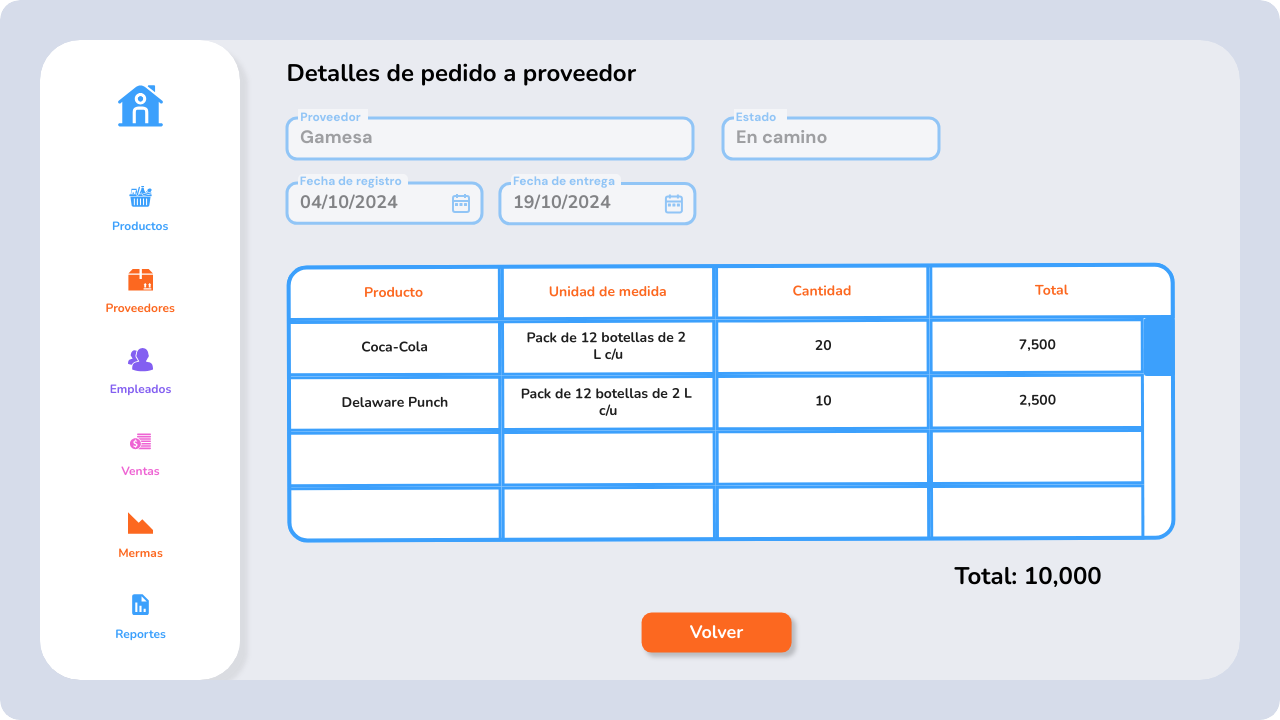 Detalles de pedido a proveedor
Proveedor
Gamesa
Estado
En camino
Fecha de registro
04/10/2024
Fecha de entrega
19/10/2024
Productos
Proveedores
Empleados
Ventas
Mermas
Reportes
Producto
Unidad de medida
Cantidad
Total
Coca-Cola
Pack de 12 botellas de 2
L c/u
20
7,500
Delaware Punch
Pack de 12 botellas de 2 L
c/u
10
2,500
Total: 10,000
Volver